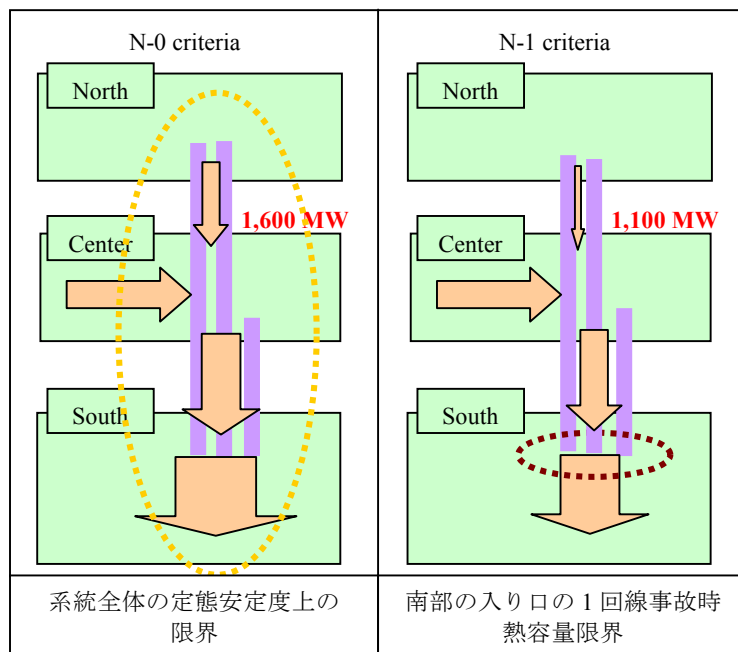 N-0 criteria
North
1,600 MW
Center
South
系統全体の定態安定度上の
限界
N-1 criteria
North
1,100 MW
Center
South
南部の入り口の 1 回線事故時
熱容量限界